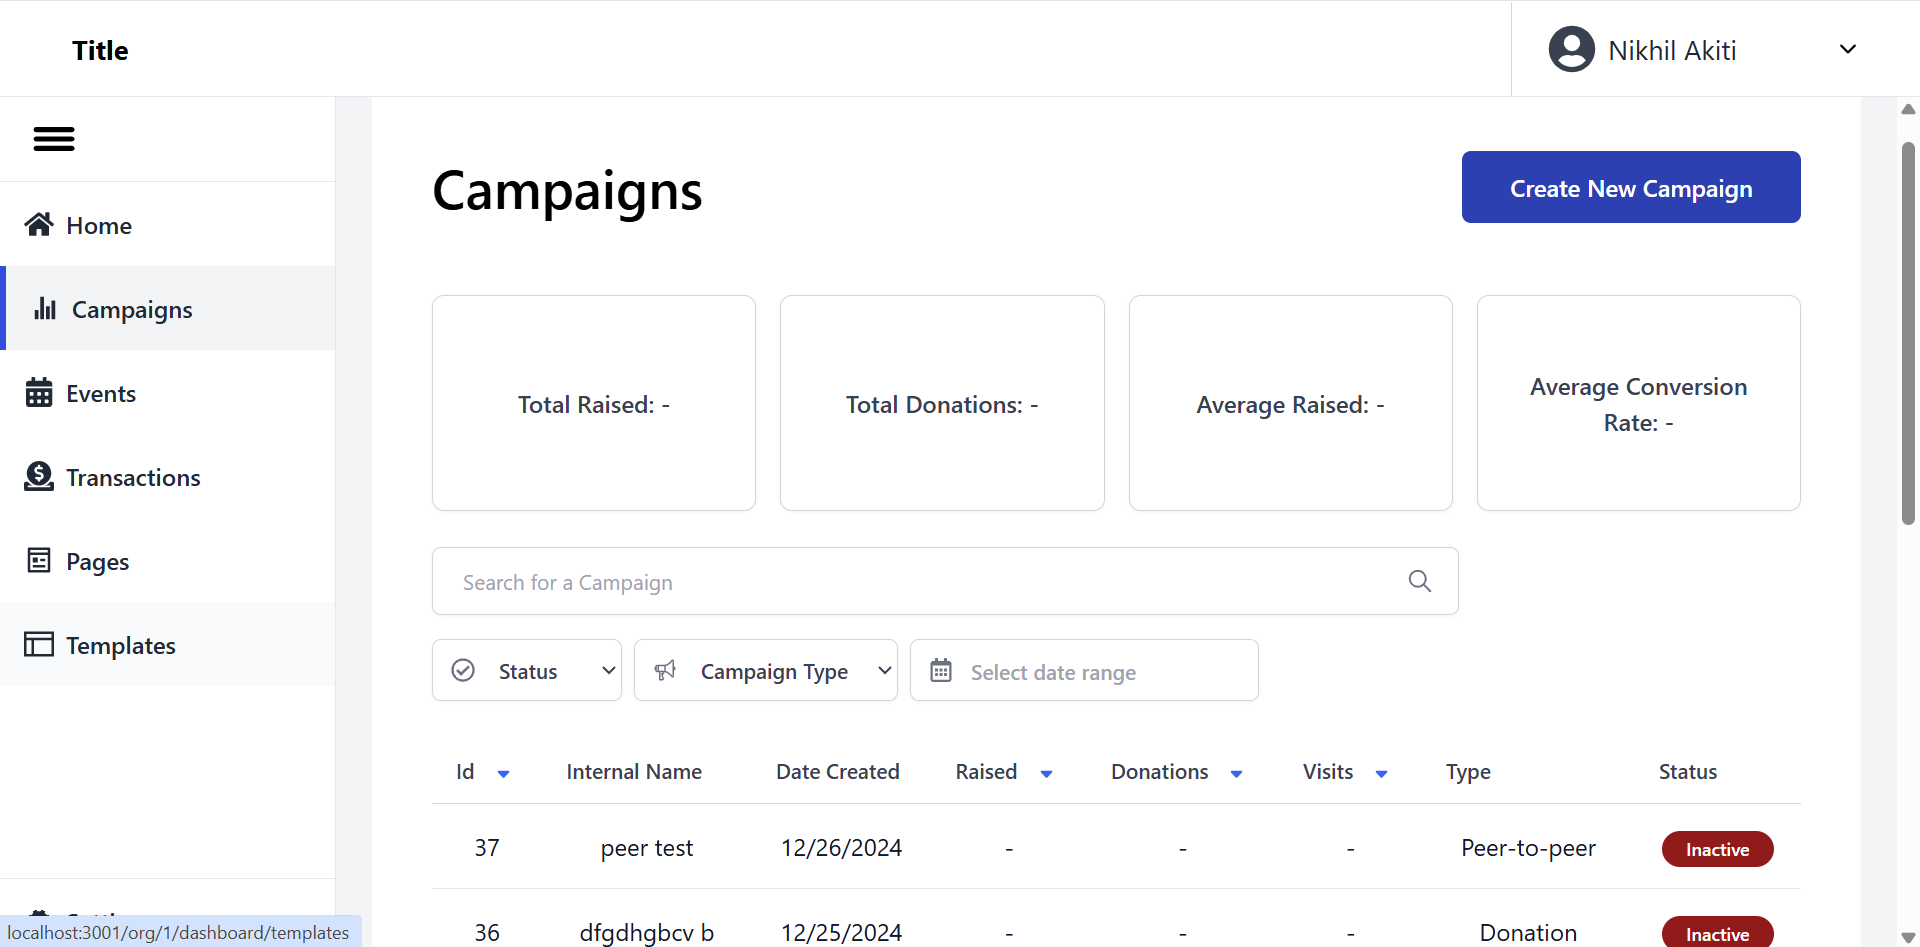 Title
Nikhil Akiti
Home
Campaigns
Events
Transactions
Pages
Templates
localhost:3001/org/1/dashboard/templates
Campaigns
Create New Campaign
Total Raised: -
Total Donations: -
Average Raised: -
Average Conversion
Rate: -
Search for a Campaign
Status
Campaign Type
Select date range
Id Internal Name Date Created Raised Donations Visits Type Status
37 peer test 12/26/2024 - - - Peer-to-peer Inactive
36 dfgdhgbcv b 12/25/2024 - - - Donation Inactive